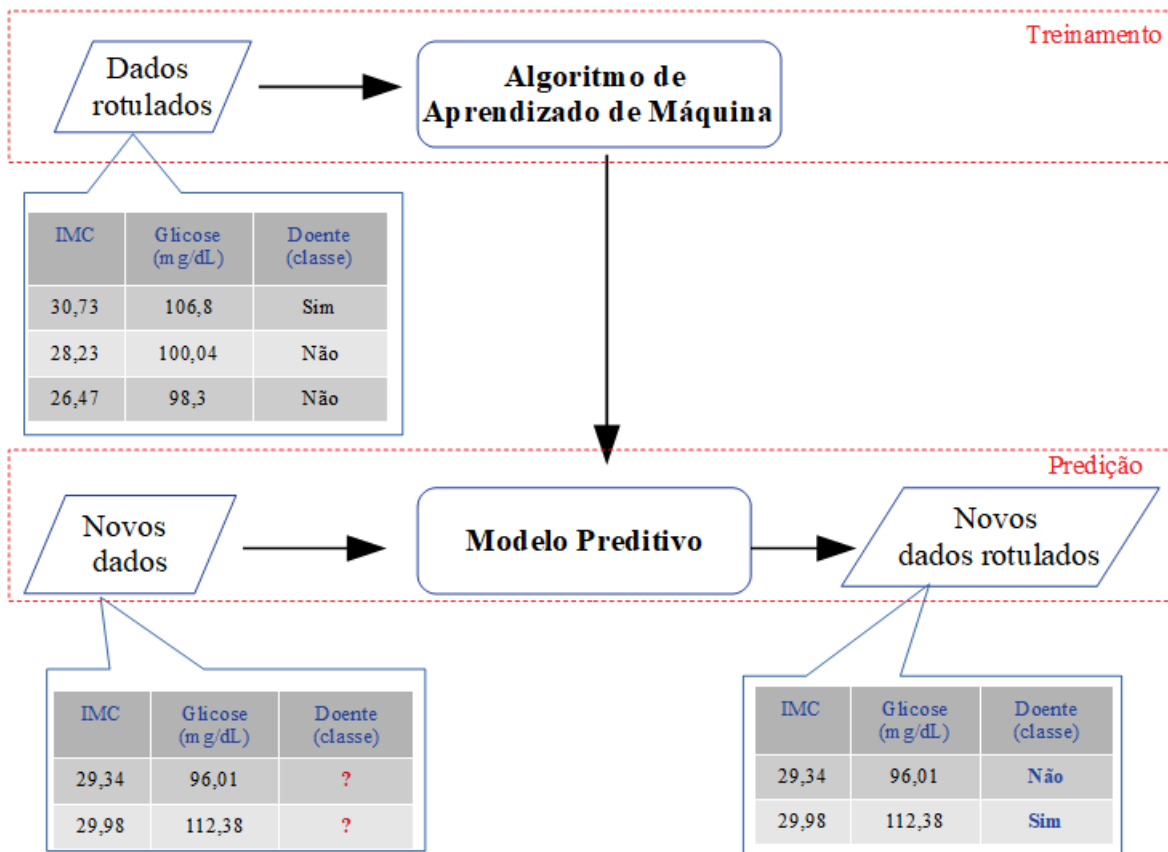 Treinamento
Dados
rotulados
Algoritmo de
Aprendizado de Máquina
IMC Glicose Doente
(mg/dL) (classe)
30,73 106,8 Sim
28,23 100,04 Não
26,47 98,3 Não
Predição
Novos
dados
Modelo Preditivo
Novos
dados rotulados
IMC Glicose Doente
(mg/dL) (classe)
29,34 96,01 ?
29,98 112,38 ?
IMC Glicose Doente
(mg/dL) (classe)
29,34 96,01 Não
29,98 112,38 Sim